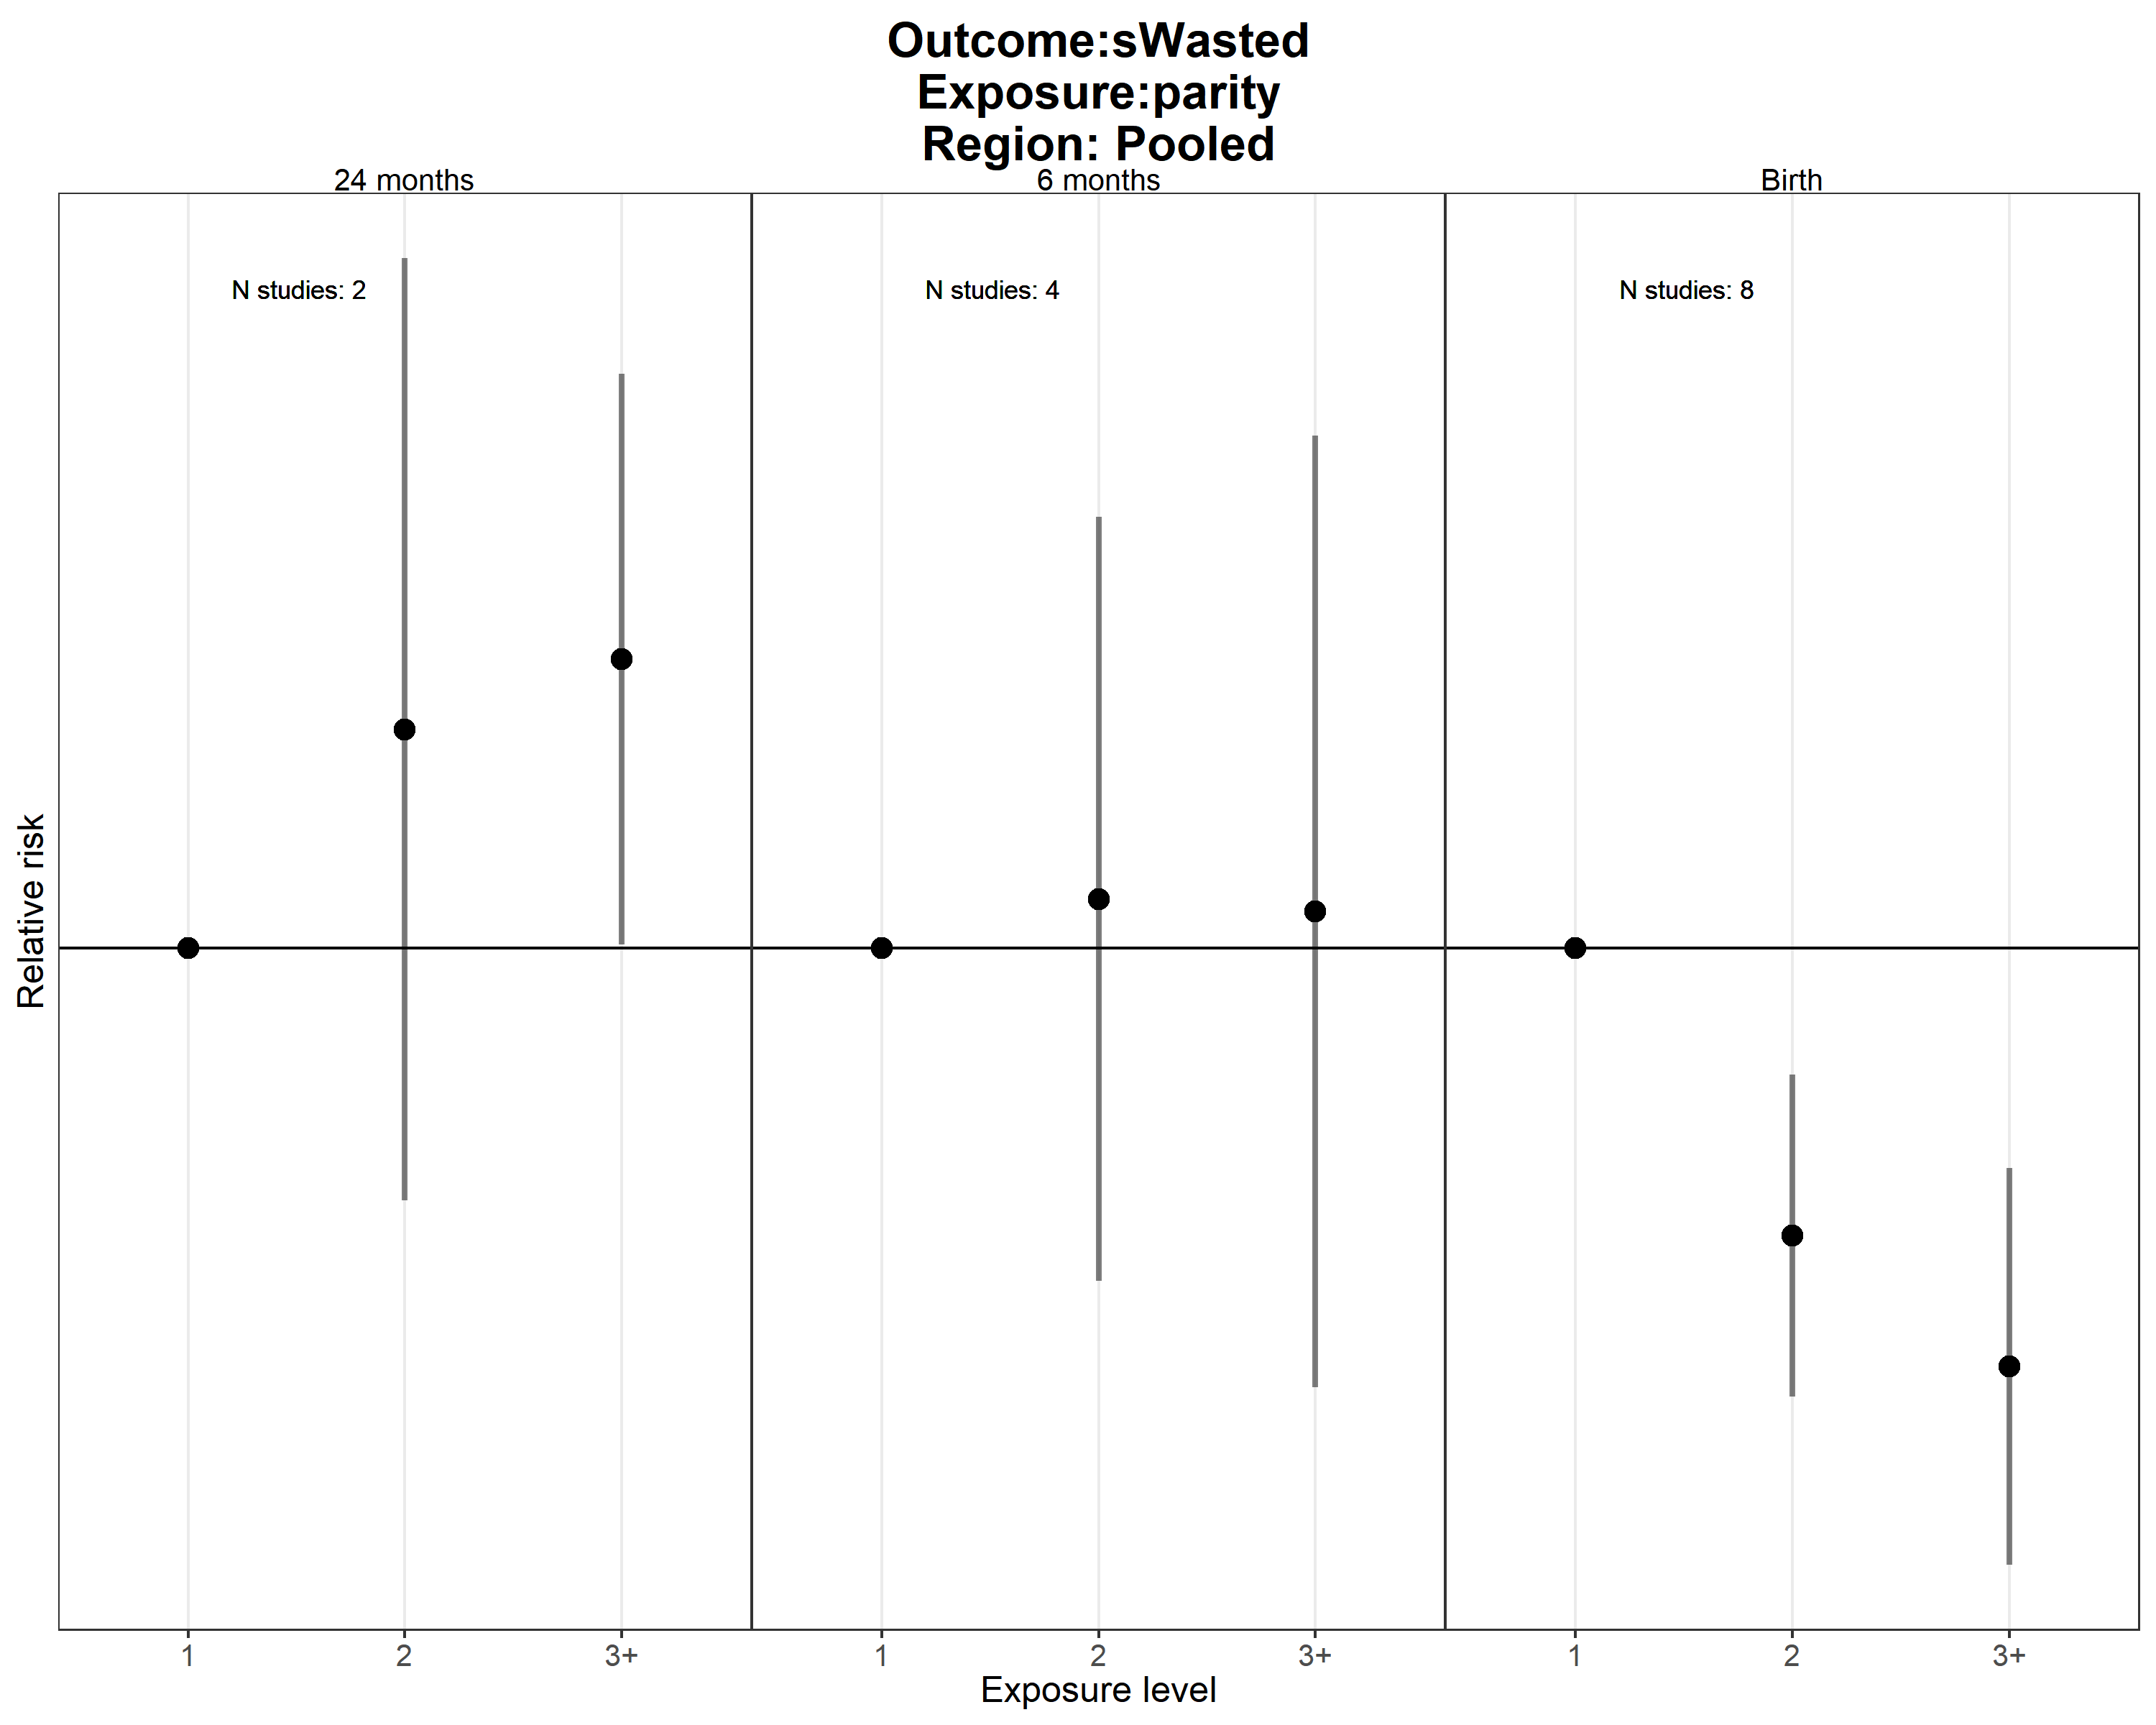 Outcome:sWasted
Exposure:parity
Region: Pooled
24 months
6 months
Birth
N studies: 2
N studies: 4
N studies: 8
Relative risk
1
2
3+
1
2
3+
1
2
3+
Exposure level